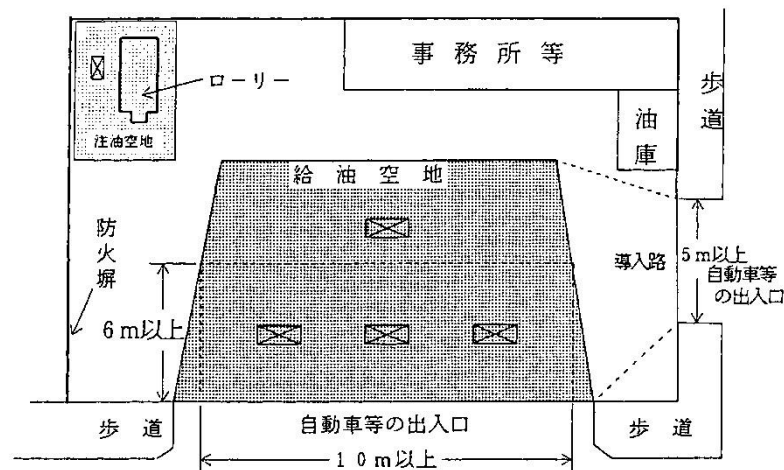 事務所等
ローリー
歩道
油庫
注油空地
給油空地
防火塀
導入路
5m以上
自動車等
の出入口
6m以上
歩道
自動車等の出入口
歩道
10m以上